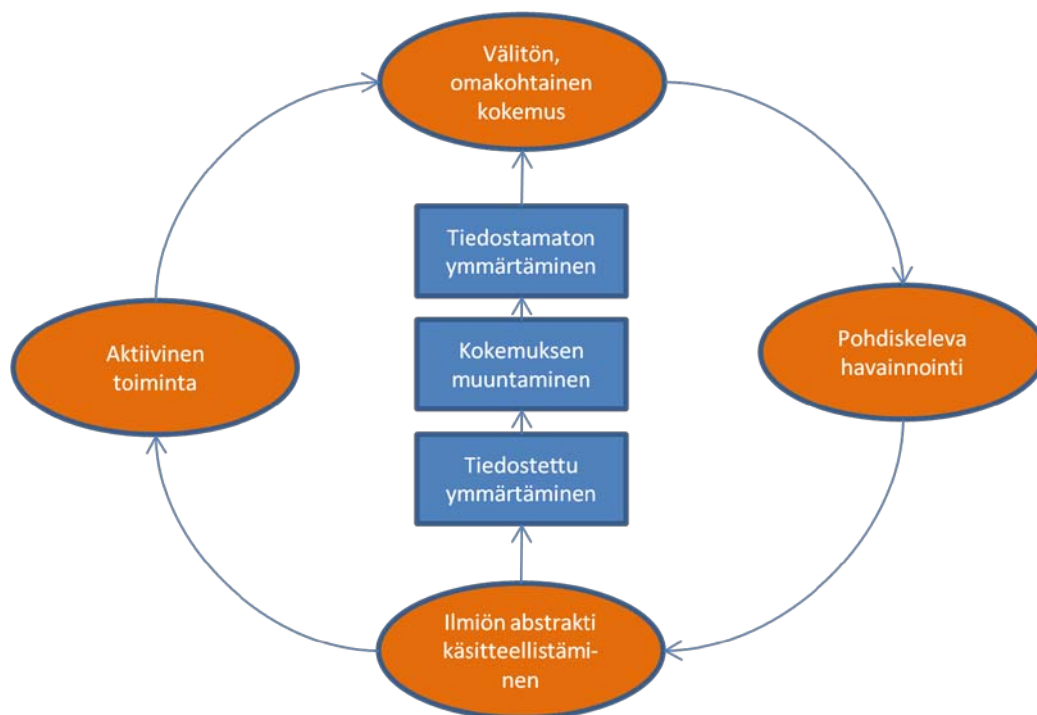 Välitön,
omakohtainen
kokemus
Tiedostamaton
ymmärtäminen
Aktiivinen
toiminta
Kokemuksen
muuntaminen
Pohdiskeleva
havainnointi
Tiedostettu
ymmärtäminen
Ilmiön abstrakti
käsitteellistämi-
nen